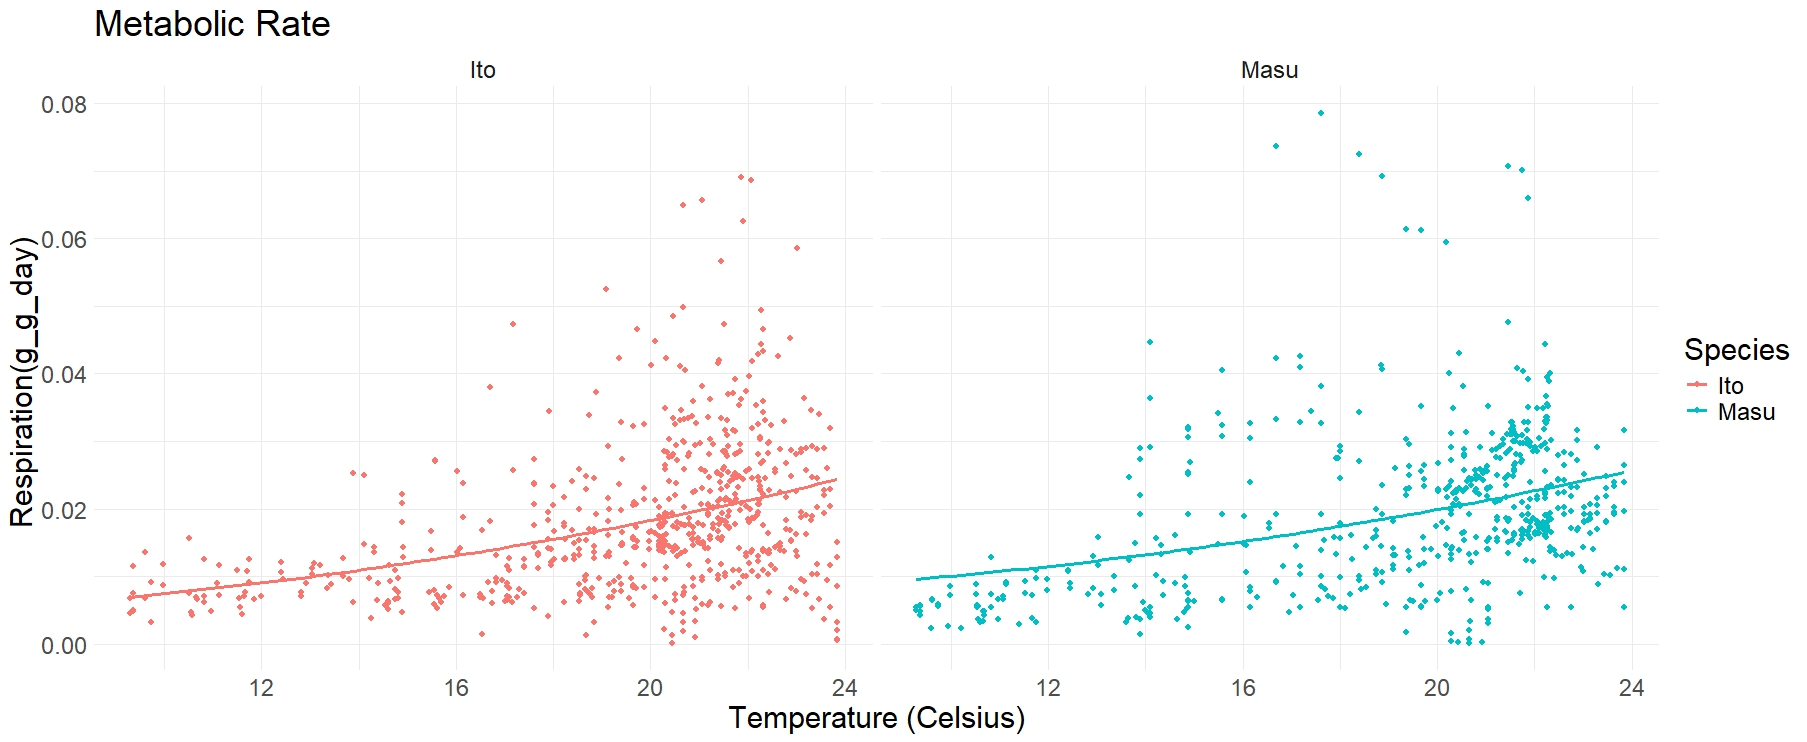 Metabolic Rate
Ito
Masu
0.08
0.06
0.04
0.02
0.00
Respiration(g_g_day)
12
16
20
24
12
16
20
24
Temperature (Celsius)
Species
Ito
Masu